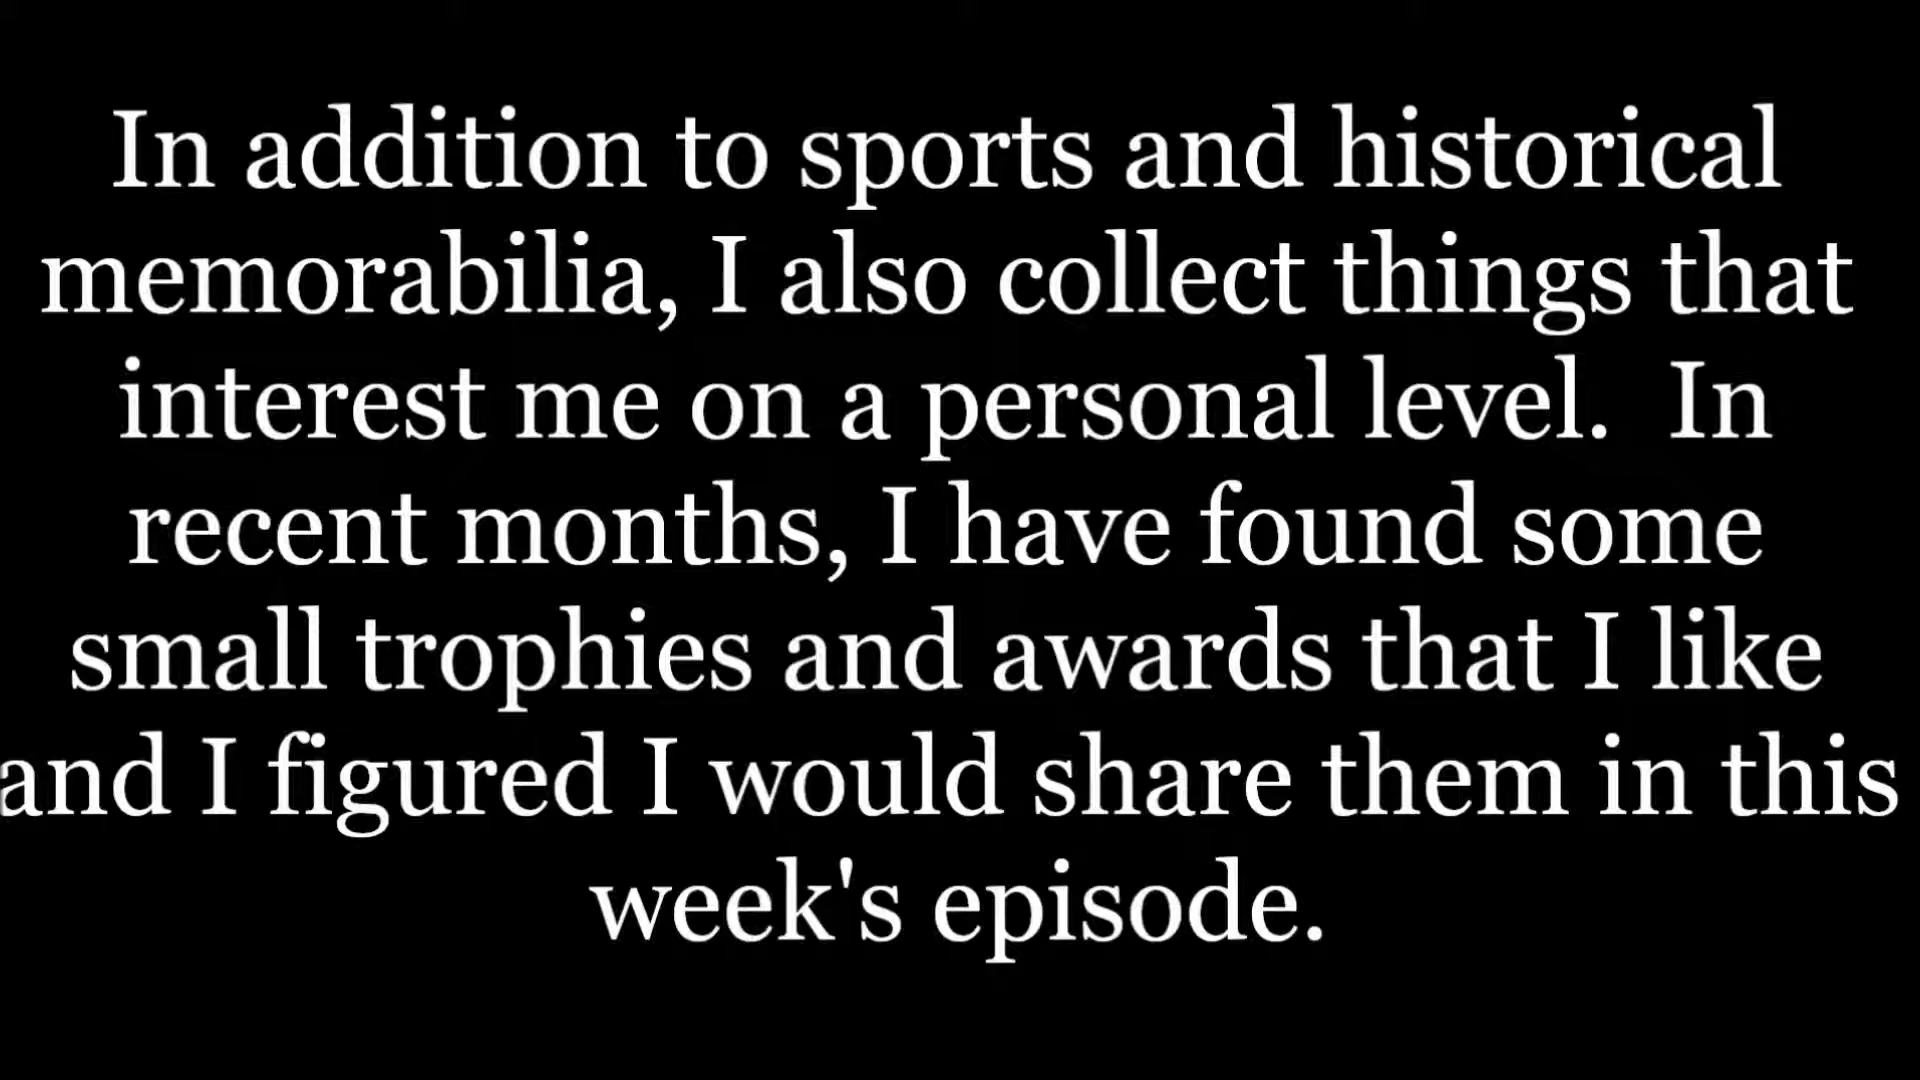 In addition to sports and historical
memorabilia, I also collect things that
interest me on a personal level.  In
recent months, I have found some
small trophies and awards that I like
and I figured I would share them in this
week's episode.